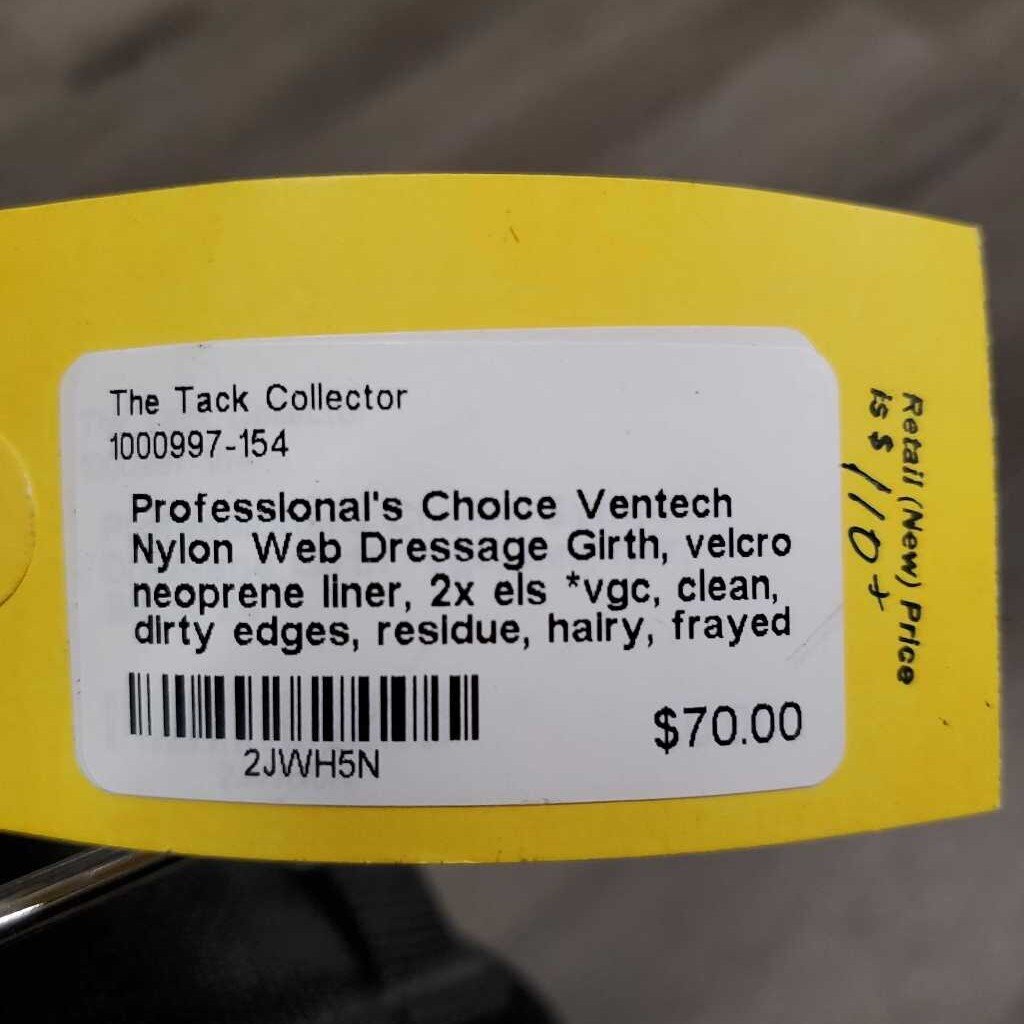 The Tack Collector
1000997-154
Professional's Choice Ventech
Nylon Web Dressage Girth, velcro
neoprene liner, 2x els *vgc, clean,
dirty edges, residue, hairy, frayed
2JWH5N
$70.00
Retail (New) Price
is $ 110+